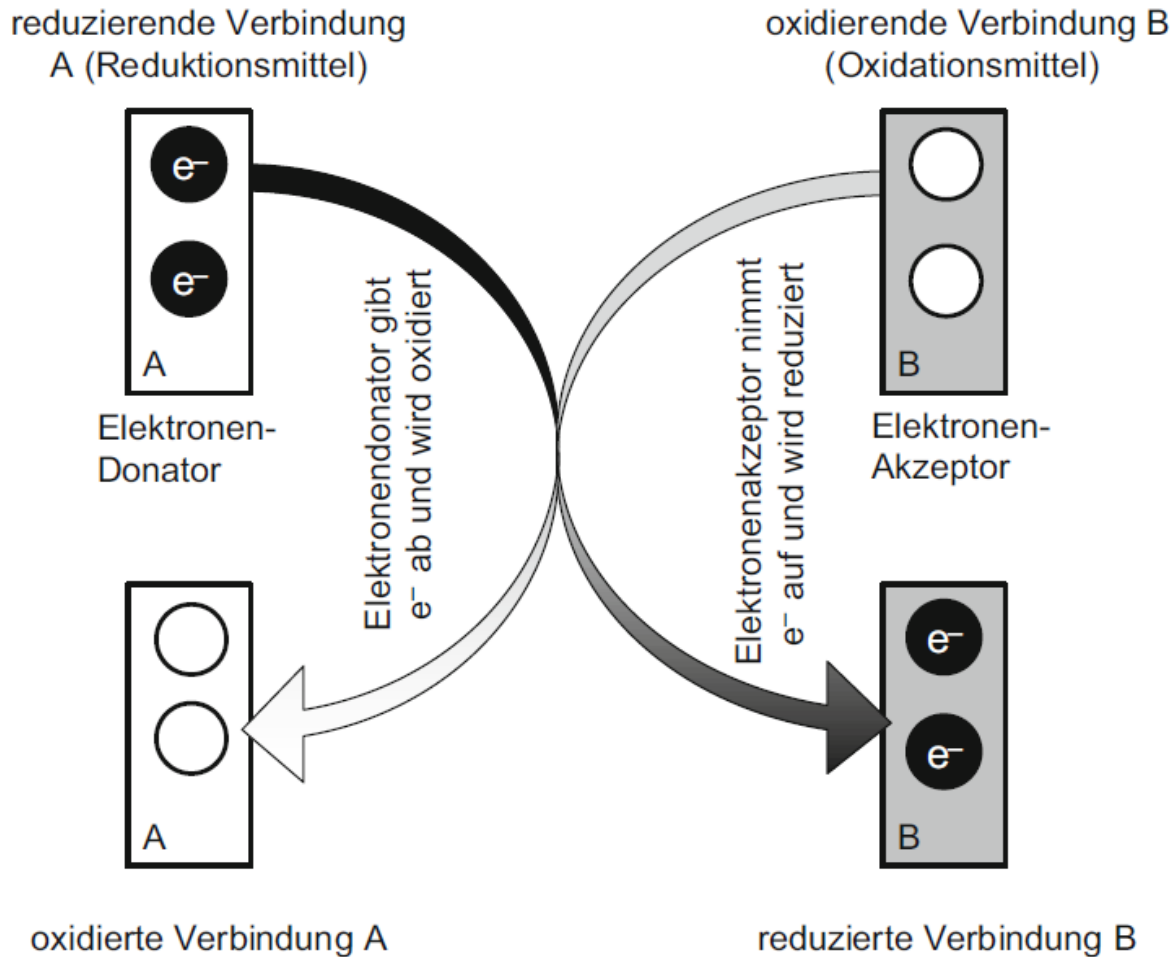 reduzierende Verbindung
A (Reduktionsmittel)
oxidierende Verbindung B
(Oxidationsmittel)
e–
e–
A
B
Elektronen-
Donator
Elektronen-
Akzeptor
Elektronendonator gibt
e– ab und wird oxidiert
Elektronenakzeptor nimmt
e– auf und wird reduziert
A
e–
e–
B
oxidierte Verbindung A
reduzierte Verbindung B